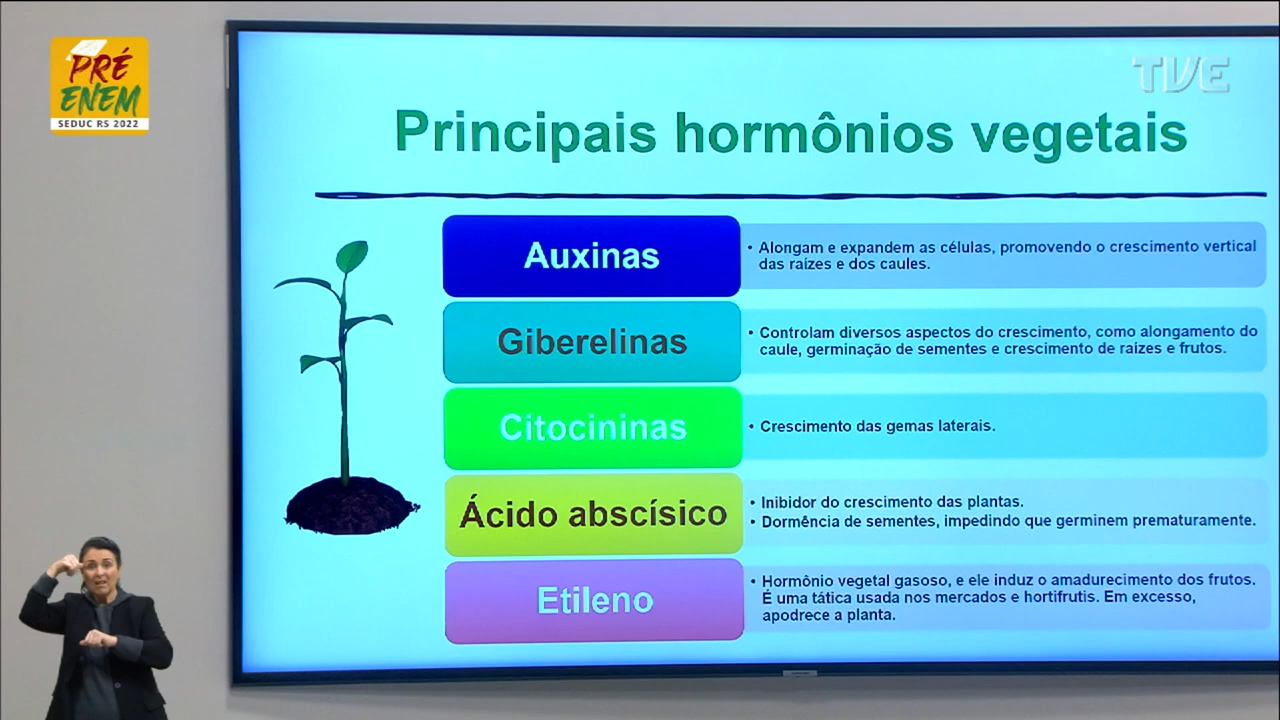 PRÉ
ENEM
SEDUC RS 2022
TVE
Principais hormônios vegetais
Auxinas
• Alongam e expandem as células, promovendo o crescimento vertical
das raízes e dos caules.
Giberelinas
• Controlam diversos aspectos do crescimento, como alongamento do
caule, germinação de sementes e crescimento de raízes e frutos.
Citocininas
• Crescimento das gemas laterais.
Ácido abscísico
• Inibidor do crescimento das plantas.
• Dormência de sementes, impedindo que germinem prematuramente.
Etileno
• Hormônio vegetal gasoso, e ele induz o amadurecimento dos frutos.
É uma tática usada nos mercados e hortifrutis. Em excesso,
apodrece a planta.